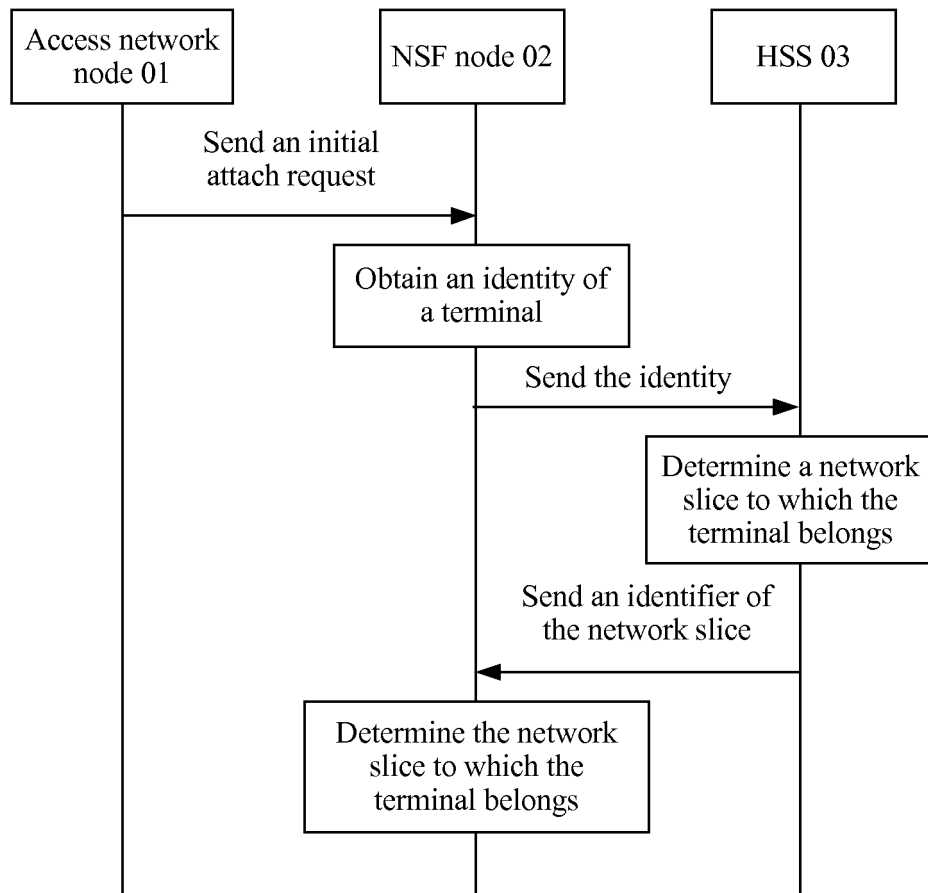 Access network
node 01
NSF node 02
HSS 03
Send an initial
attach request
Obtain an identity of
a terminal
Send the identity
Determine a network
slice to which the
terminal belongs
Send an identifier of
the network slice
Determine the network
slice to which the
terminal belongs